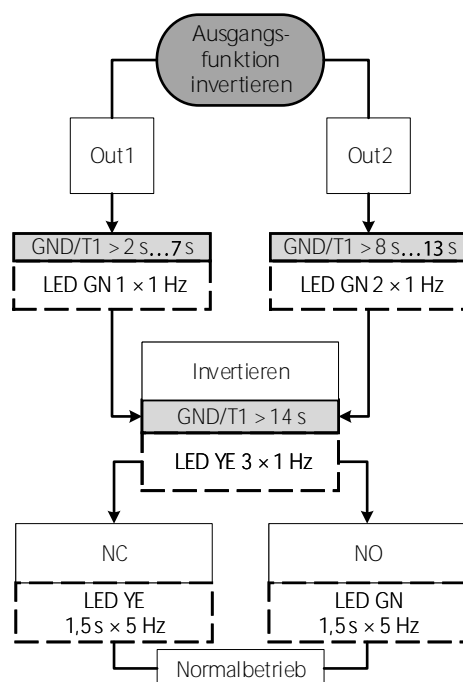 Ausgangs-
funktion
invertieren
Out1
Out2
GND/T1 > 2 s...7 s
GND/T1 > 8 s...13 s
LED GN 1 × 1 Hz
LED GN 2 × 1 Hz
Invertieren
GND/T1 > 14 s
LED YE 3 × 1 Hz
NC
NO
LED YE
1,5 s × 5 Hz
LED GN
1,5 s × 5 Hz
Normalbetrieb